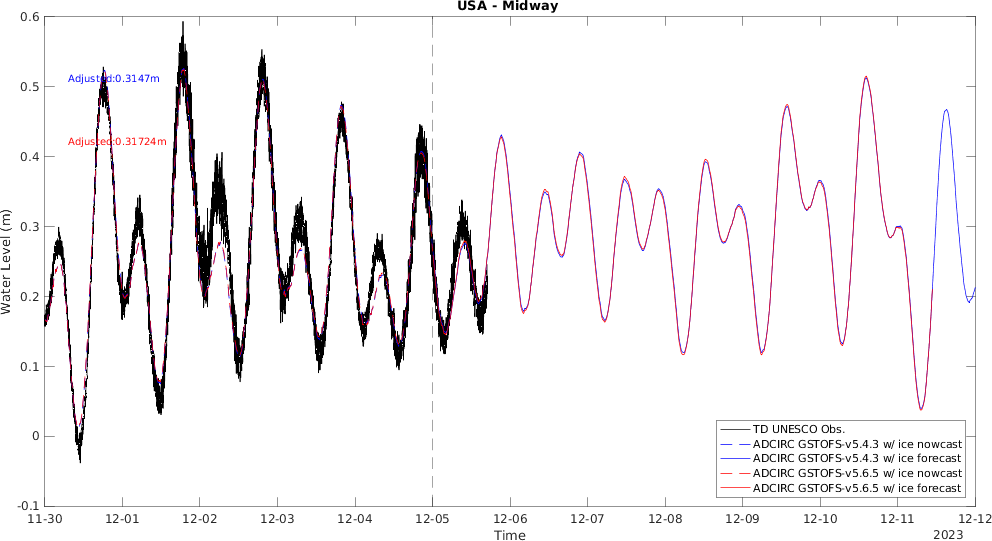 USA - Midway
0.6
0.5
0.4
0.3
0.2
0.1
0
-0.1
Water Level (m)
Adjusted:0.3147m
Adjusted:0.31724m
TD UNESCO Obs.
ADCIRC GSTOFS-v5.4.3 w/ ice nowcast
ADCIRC GSTOFS-v5.4.3 w/ ice forecast
ADCIRC GSTOFS-v5.6.5 w/ ice nowcast
ADCIRC GSTOFS-v5.6.5 w/ ice forecast
11-30 12-01 12-02 12-03 12-04 12-05 12-06 12-07 12-08 12-09 12-10 12-11 12-12
Time
2023